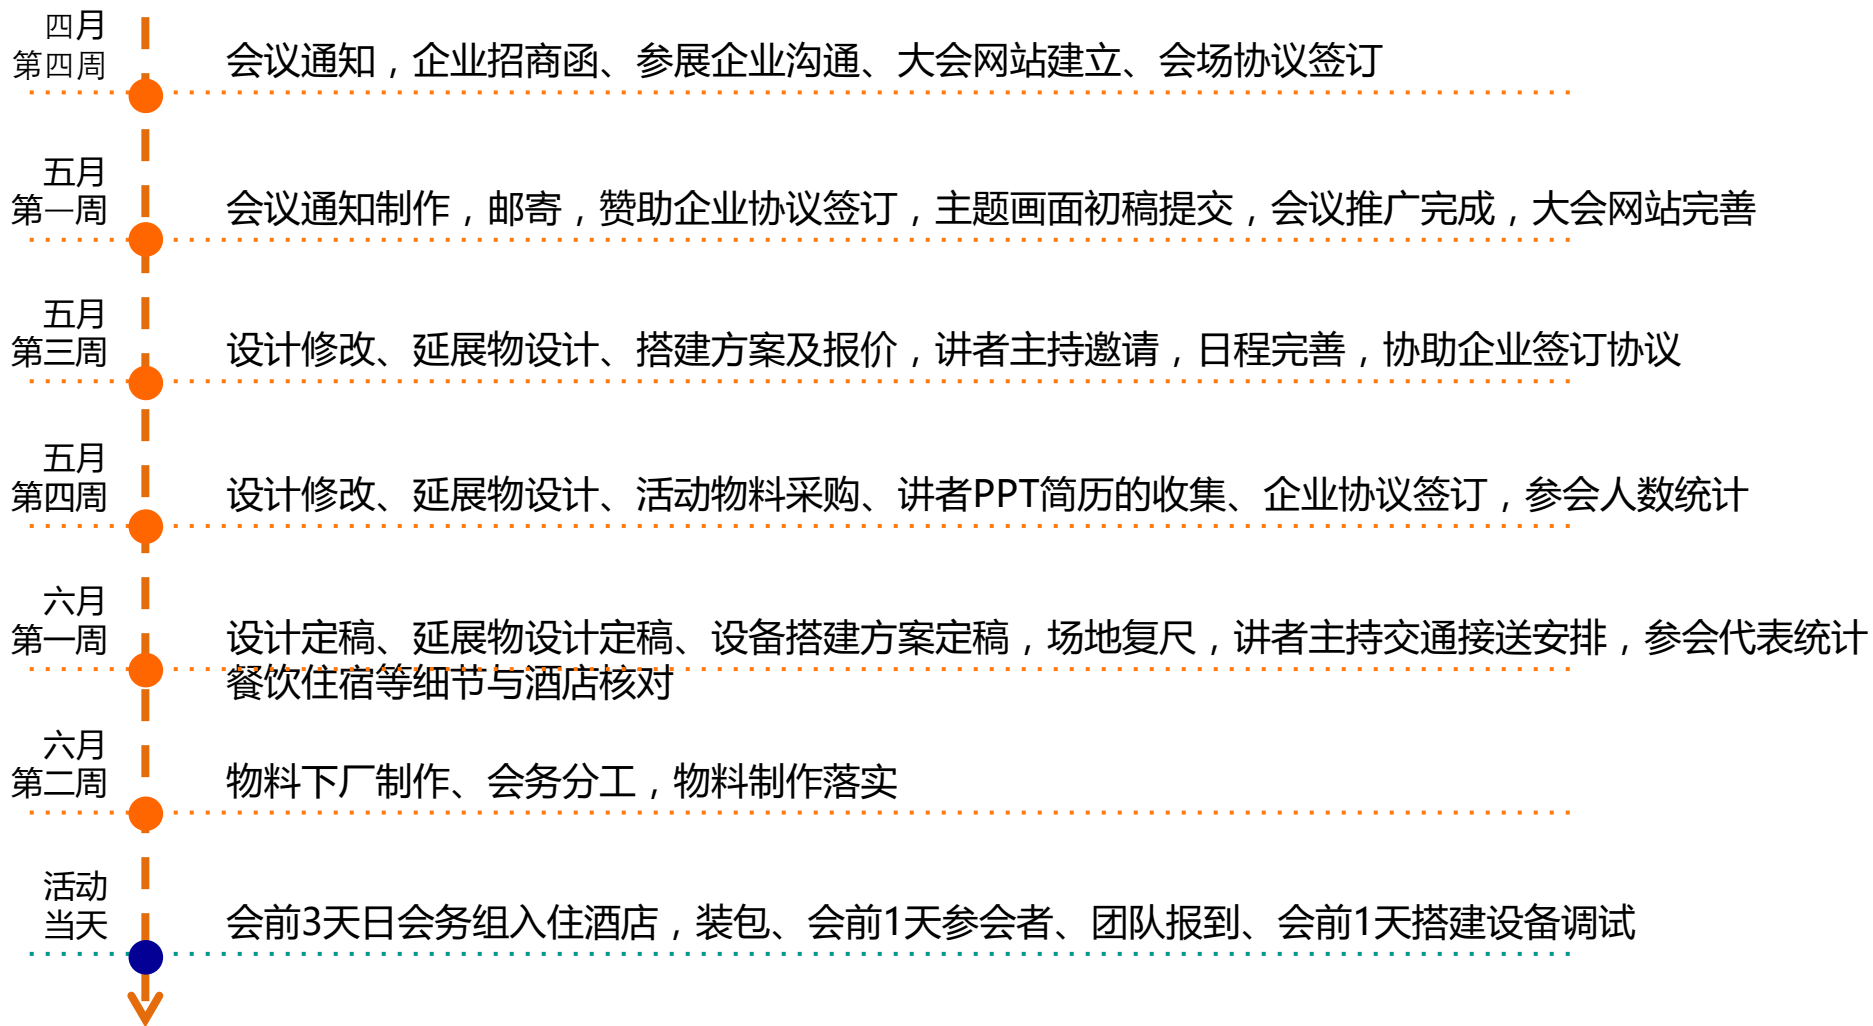 四月
第四周
会议通知，企业招商函、参展企业沟通、大会网站建立、会场协议签订
五月
第一周
会议通知制作，邮寄，赞助企业协议签订，主题画面初稿提交，会议推广完成，大会网站完善
五月
第三周
设计修改、延展物设计、搭建方案及报价，讲者主持邀请，日程完善，协助企业签订协议
五月
第四周
设计修改、延展物设计、活动物料采购、讲者PPT简历的收集、企业协议签订，参会人数统计
六月
第一周
设计定稿、延展物设计定稿、设备搭建方案定稿，场地复尺，讲者主持交通接送安排，参会代表统计
餐饮住宿等细节与酒店核对
六月
第二周
物料下厂制作、会务分工，物料制作落实
活动
当天
会前3天日会务组入住酒店，装包、会前1天参会者、团队报到、会前1天搭建设备调试